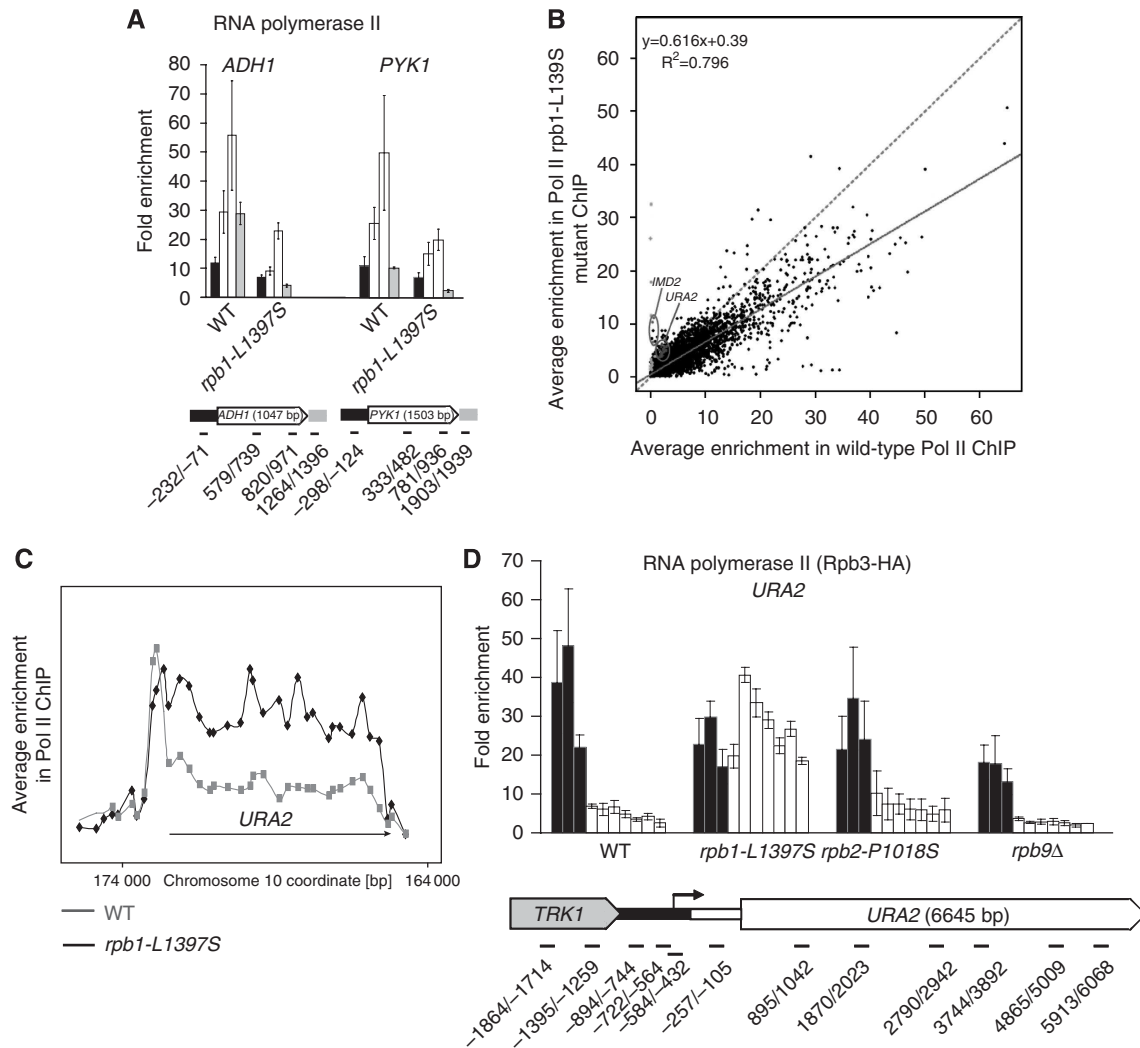 A
RNA polymerase II
ADH1
PYK1
Fold enrichment
80
70
60
50
40
30
20
10
0
WT
rpb1-L1397S
WT
rpb1-L1397S
ADH1 (1047 bp)
PYK1 (1503 bp)
−232/−71
579/739
820/971
1264/1396
−298/−124
333/482
781/936
1903/1939
B
y=0.616x+0.39
R2=0.796
Average enrichment in Pol II rpb1-L139S
mutant ChIP
60
50
40
30
20
10
0
IMD2
URA2
0 10 20 30 40 50 60
Average enrichment in wild-type Pol II ChIP
C
Average enrichment
in Pol II ChIP
URA2
174 000 Chromosome 10 coordinate [bp] 164 000
WT
rpb1-L1397S
D
RNA polymerase II (Rpb3-HA)
URA2
Fold enrichment
70
60
50
40
30
20
10
0
WT
rpb1-L1397S
rpb2-P1018S
rpb9Δ
TRK1
URA2 (6645 bp)
−1864/−1714
−1395/−1259
−894/−744
−722/−564
−584/−432
−257/−105
895/1042
1870/2023
2790/2942
3744/3892
4865/5009
5913/6068